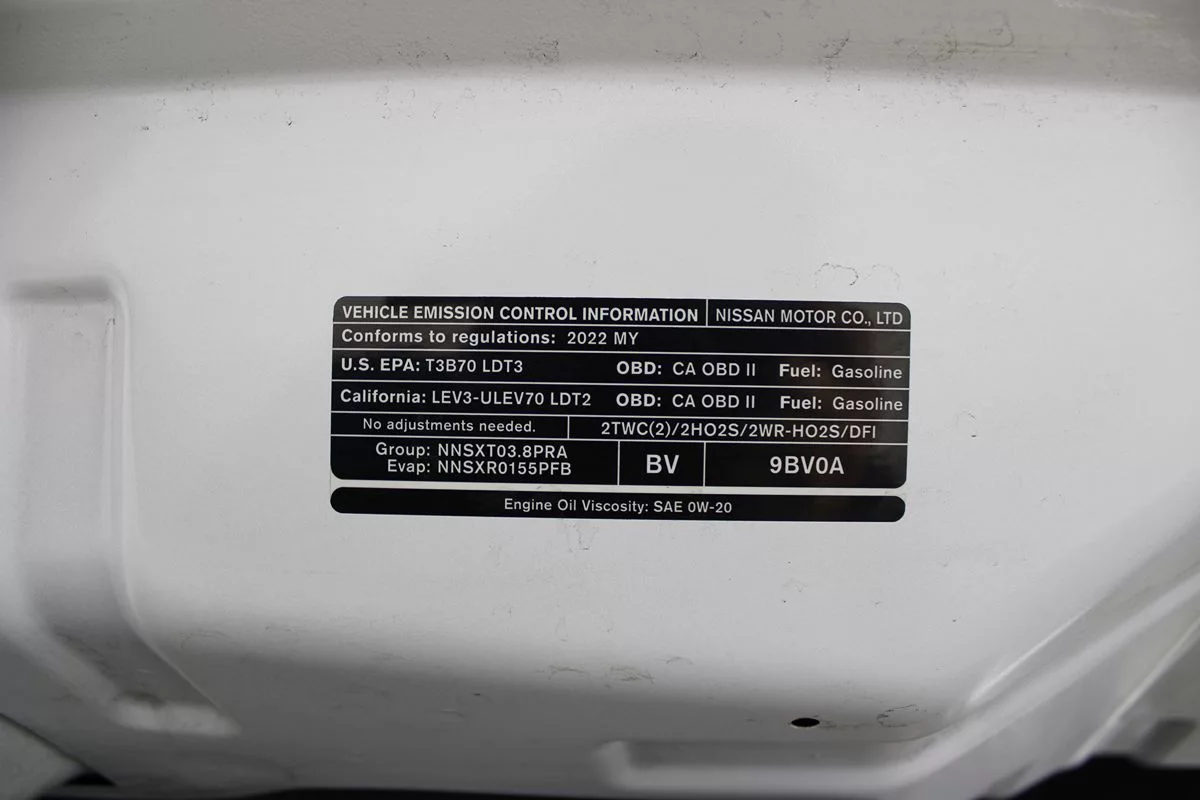 VEHICLE EMISSION CONTROL INFORMATION NISSAN MOTOR CO., LTD
Conforms to regulations: 2022 MY
U.S. EPA: T3B70 LDT3 OBD: CA OBD II Fuel: Gasoline
California: LEV3-ULEV70 LDT2 OBD: CA OBD II Fuel: Gasoline
No adjustments needed. 2TWC(2)/2HO2S/2WR-HO2S/DFI
Group: NNSXT03.8PRA
Evap: NNSXR0155PFB
BV 9BV0A
Engine Oil Viscosity: SAE 0W-20